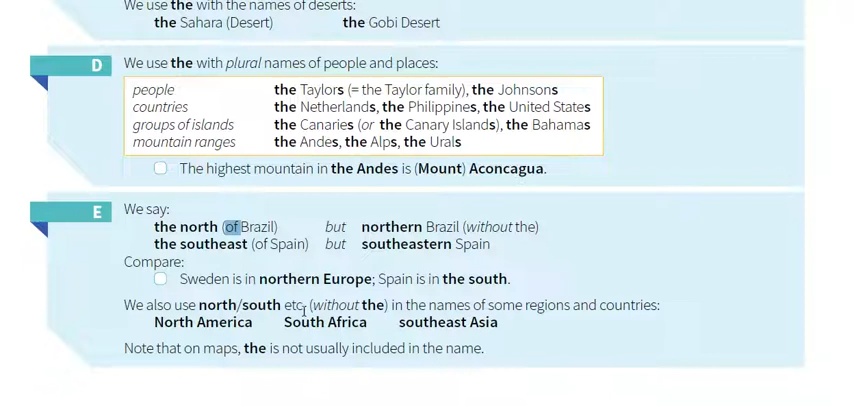 We use the with the names of deserts:
the Sahara (Desert) the Gobi Desert
D We use the with plural names of people and places:
people the Taylors (= the Taylor family), the Johnsons
countries the Netherlands, the Philippines, the United States
groups of islands the Canaries (or the Canary Islands), the Bahamas
mountain ranges the Andes, the Alps, the Urals
The highest mountain in the Andes is (Mount) Aconcagua.
E We say:
the north (of Brazil) but northern Brazil (without the)
the southeast (of Spain) but southeastern Spain
Compare:
Sweden is in northern Europe; Spain is in the south.
We also use north/south etc. (without the) in the names of some regions and countries:
North America South Africa southeast Asia
Note that on maps, the is not usually included in the name.